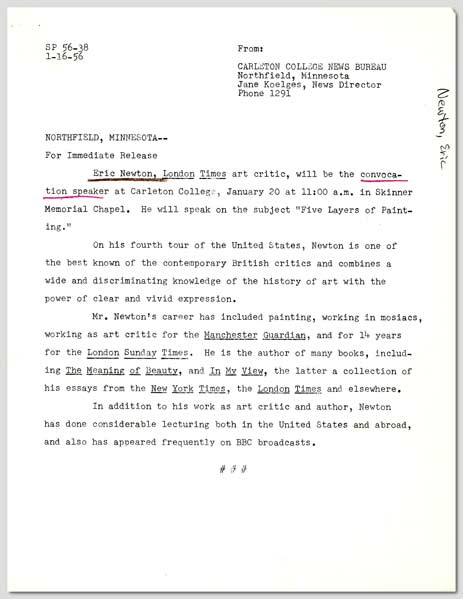 SP 56-38
1-16-56
From:
CARLETON COLLEGE NEWS BUREAU
Northfield, Minnesota
Jane Koelges, News Director
Phone 1291
Newton, Eric
NORTHFIELD, MINNESOTA--
For Immediate Release
Eric Newton, London Times art critic, will be the convoca-
tion speaker at Carleton College, January 20 at 11:00 a.m. in Skinner
Memorial Chapel. He will speak on the subject "Five Layers of Paint-
ing."
On his fourth tour of the United States, Newton is one of
the best known of the contemporary British critics and combines a
wide and discriminating knowledge of the history of art with the
power of clear and vivid expression.
Mr. Newton's career has included painting, working in mosiacs,
working as art critic for the Manchester Guardian, and for 14 years
for the London Sunday Times. He is the author of many books, includ-
ing The Meaning of Beauty, and In My View, the latter a collection of
his essays from the New York Times, the London Times and elsewhere.
In addition to his work as art critic and author, Newton
has done considerable lecturing both in the United States and abroad,
and also has appeared frequently on BBC broadcasts.
# # #